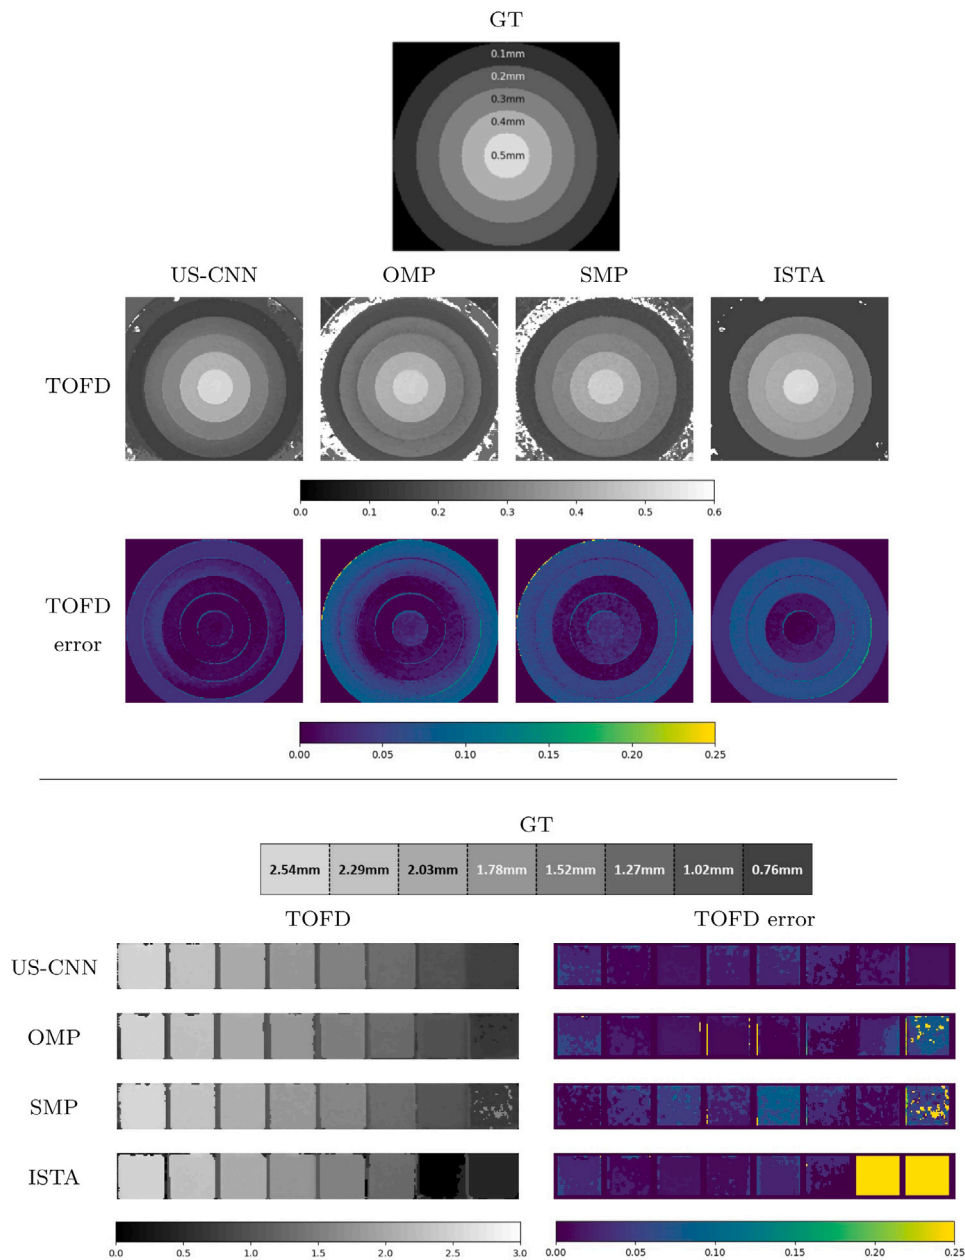 GT
0.1mm
0.2mm
0.3mm
0.4mm
0.5mm
US-CNN OMP SMP ISTA
TOFD
0.0 0.1 0.2 0.3 0.4 0.5 0.6
TOFD
error
0.00 0.05 0.10 0.15 0.20 0.25
GT
2.54mm 2.29mm 2.03mm 1.78mm 1.52mm 1.27mm 1.02mm 0.76mm
TOFD TOFD error
US-CNN
OMP
SMP
ISTA
0.0 0.5 1.0 1.5 2.0 2.5 3.0 0.00 0.05 0.10 0.15 0.20 0.25